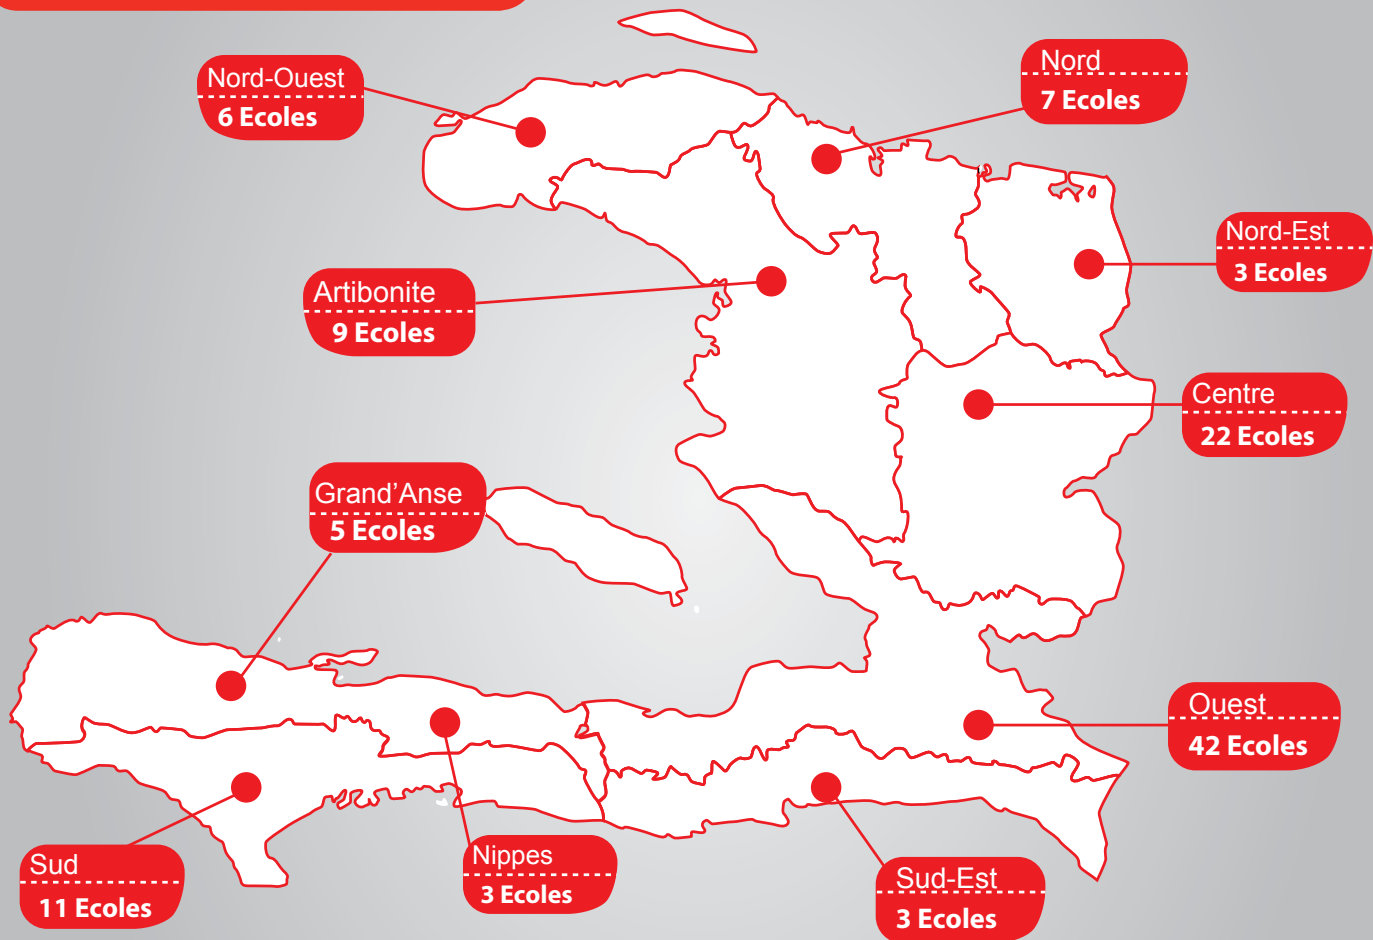 Nord-Ouest
6 Ecoles
Nord
7 Ecoles
Nord-Est
3 Ecoles
Artibonite
9 Ecoles
Centre
22 Ecoles
Grand’Anse
5 Ecoles
Ouest
42 Ecoles
Sud
11 Ecoles
Nippes
3 Ecoles
Sud-Est
3 Ecoles